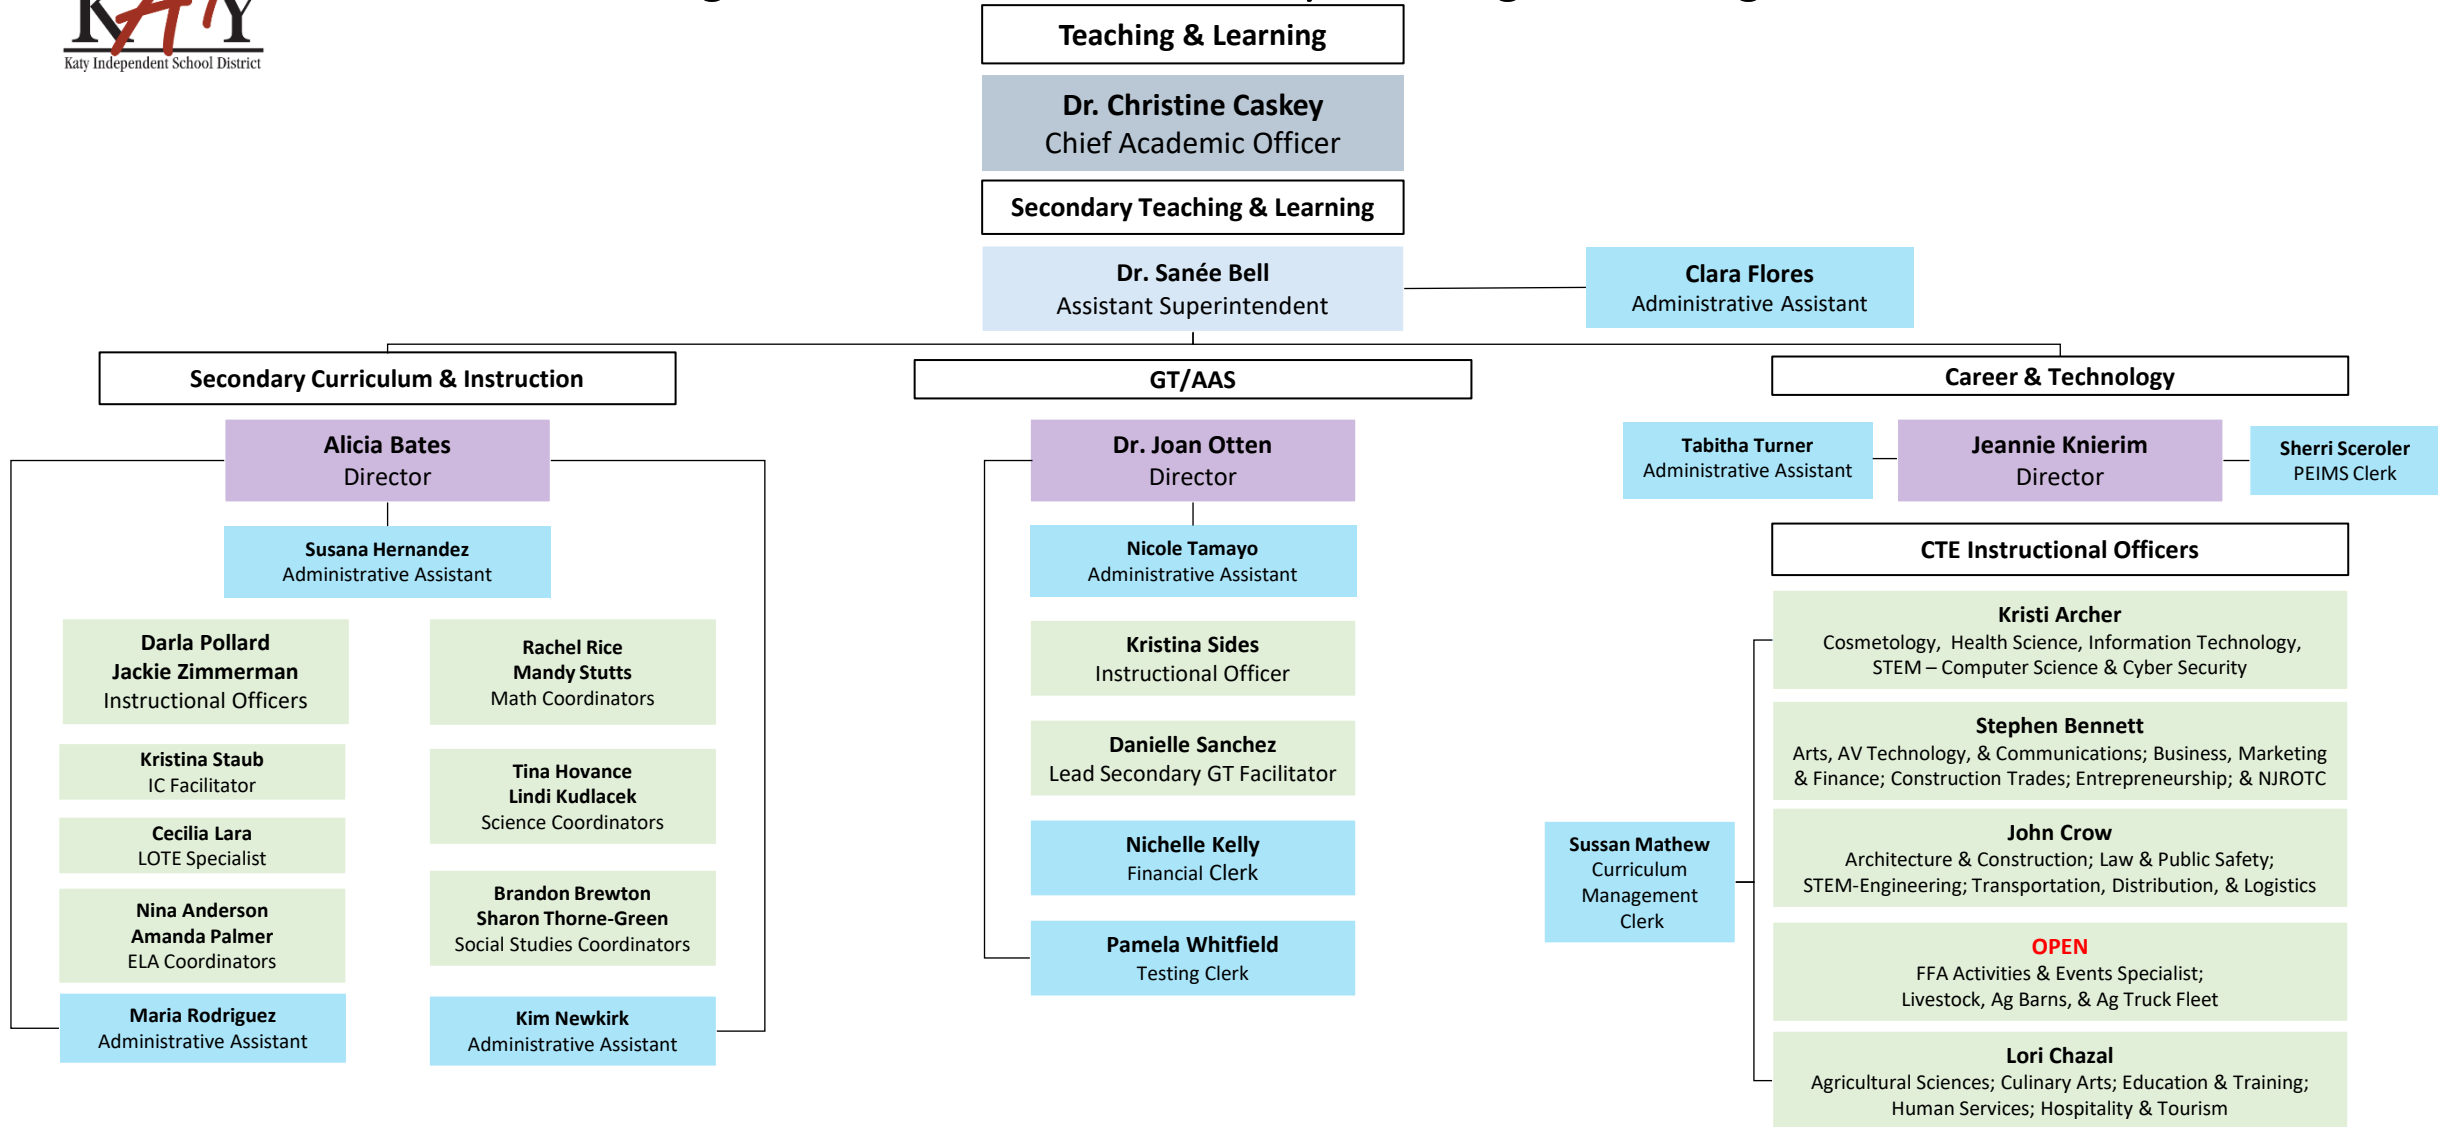 KATY
Katy Independent School District
Teaching & Learning
Dr. Christine Caskey
Chief Academic Officer
Secondary Teaching & Learning
Dr. Sanée Bell
Assistant Superintendent
Clara Flores
Administrative Assistant
Secondary Curriculum & Instruction
Alicia Bates
Director
Susana Hernandez
Administrative Assistant
Darla Pollard
Jackie Zimmerman
Instructional Officers
Kristina Staub
IC Facilitator
Cecilia Lara
LOTE Specialist
Nina Anderson
Amanda Palmer
ELA Coordinators
Maria Rodriguez
Administrative Assistant
Rachel Rice
Mandy Stutts
Math Coordinators
Tina Hovance
Lindi Kudlacek
Science Coordinators
Brandon Brewton
Sharon Thorne-Green
Social Studies Coordinators
Kim Newkirk
Administrative Assistant
GT/AAS
Dr. Joan Otten
Director
Nicole Tamayo
Administrative Assistant
Kristina Sides
Instructional Officer
Danielle Sanchez
Lead Secondary GT Facilitator
Nichelle Kelly
Financial Clerk
Pamela Whitfield
Testing Clerk
Career & Technology
Tabitha Turner
Administrative Assistant
Jeannie Knierim
Director
Sherri Sceroler
PEIMS Clerk
CTE Instructional Officers
Sussan Mathew
Curriculum
Management
Clerk
Kristi Archer
Cosmetology, Health Science, Information Technology,
STEM – Computer Science & Cyber Security
Stephen Bennett
Arts, AV Technology, & Communications; Business, Marketing
& Finance; Construction Trades; Entrepreneurship; & NJROTC
John Crow
Architecture & Construction; Law & Public Safety;
STEM-Engineering; Transportation, Distribution, & Logistics
OPEN
FFA Activities & Events Specialist;
Livestock, Ag Barns, & Ag Truck Fleet
Lori Chazal
Agricultural Sciences; Culinary Arts; Education & Training;
Human Services; Hospitality & Tourism